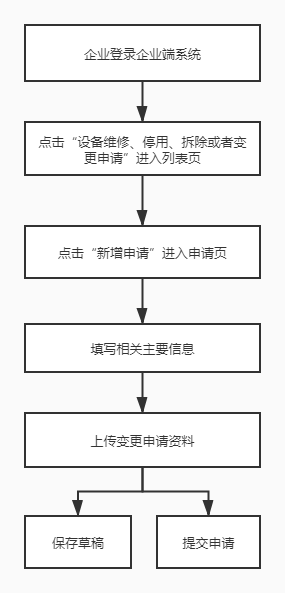 企业登录企业端系统
点击“设备维修、停用、拆除或者变
更申请”进入列表页
点击“新增申请”进入申请页
填写相关主要信息
上传变更申请资料
保存草稿
提交申请